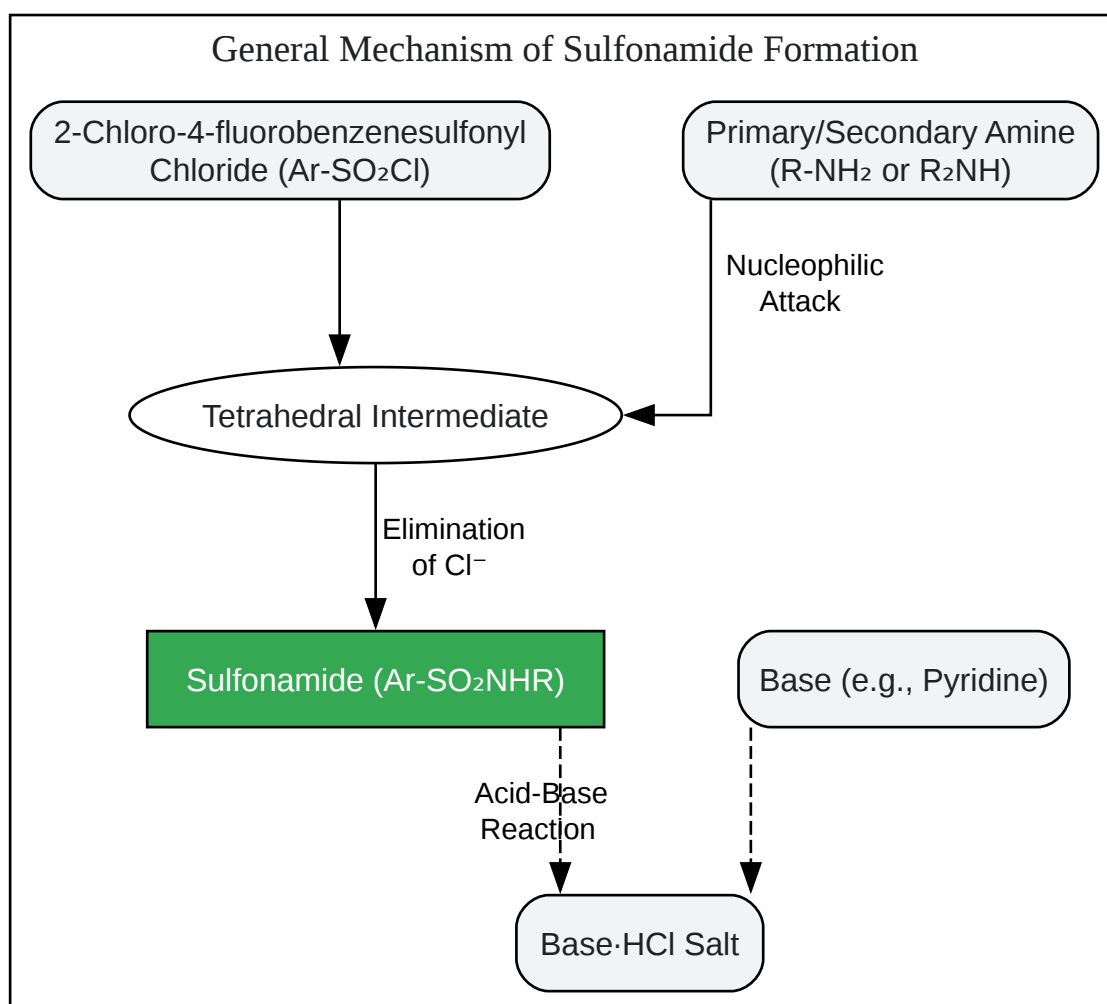 General Mechanism of Sulfonamide Formation
2-Chloro-4-fluorobenzenesulfonyl
Chloride (Ar-SO₂Cl)
Primary/Secondary Amine
(R-NH₂ or R₂NH)
Nucleophilic
Attack
Tetrahedral Intermediate
Elimination
of Cl⁻
Sulfonamide (Ar-SO₂NHR)
Base (e.g., Pyridine)
Acid-Base
Reaction
Base·HCl Salt